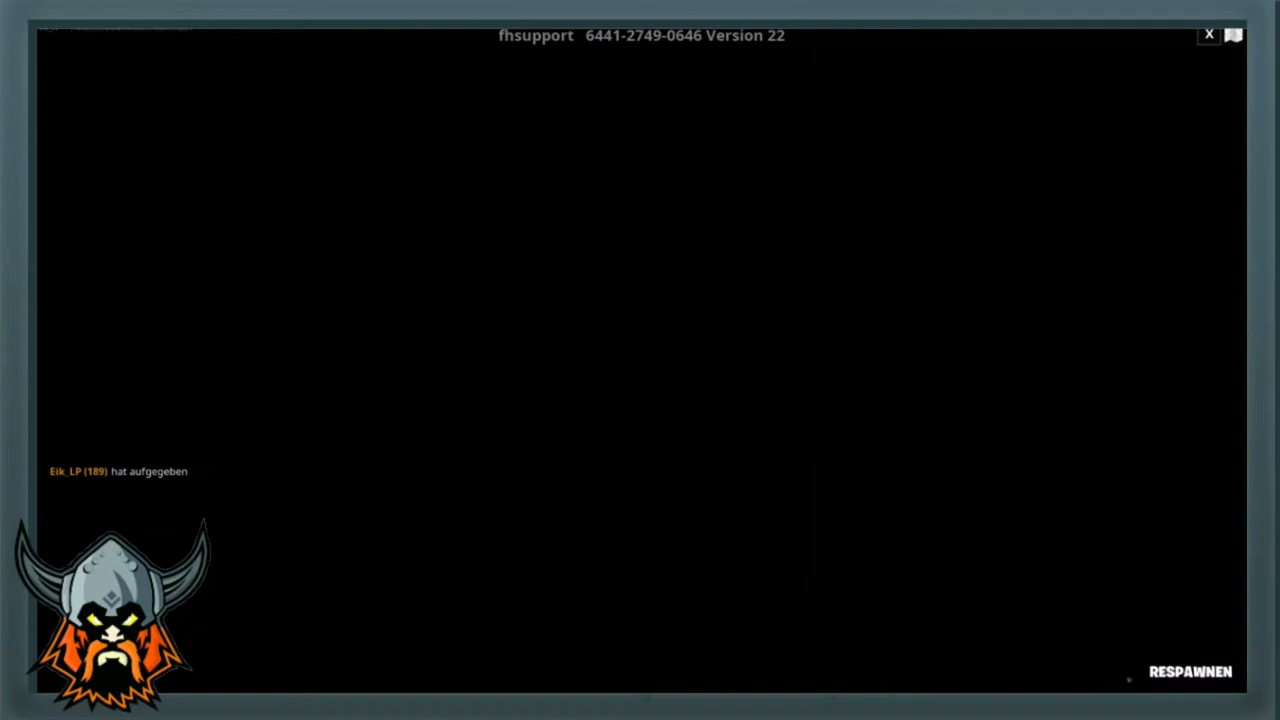 fhsupport 6441-2749-0646 Version 22
X
Eik_LP (189) hat aufgegeben
RESPAWNEN